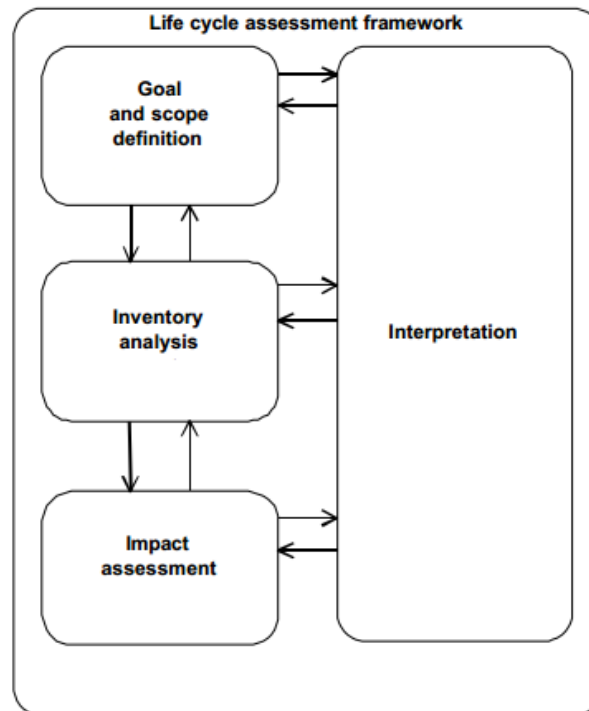 Life cycle assessment framework
Goal
and scope
definition
Inventory
analysis
Interpretation
Impact
assessment